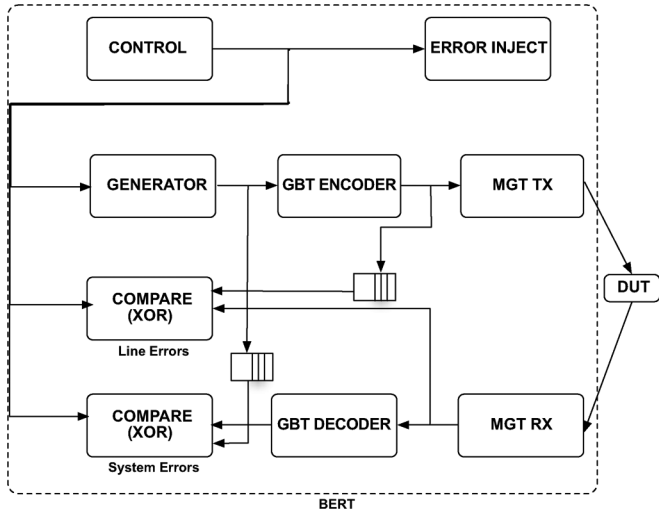 CONTROL
ERROR INJECT
GENERATOR
GBT ENCODER
MGT TX
DUT
COMPARE
(XOR)
Line Errors
COMPARE
(XOR)
GBT DECODER
MGT RX
System Errors
BERT